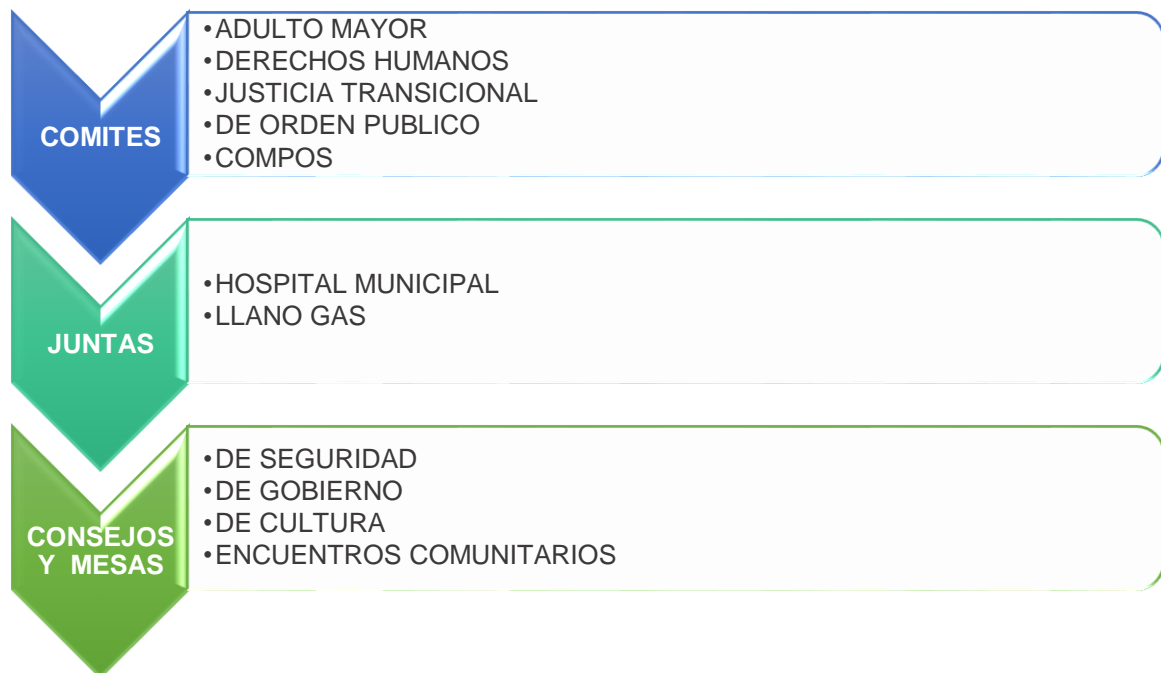 COMITES
•ADULTO MAYOR
•DERECHOS HUMANOS
•JUSTICIA TRANSICIONAL
•DE ORDEN PUBLICO
•COMPOS
JUNTAS
•HOSPITAL MUNICIPAL
•LLANO GAS
CONSEJOS
Y MESAS
•DE SEGURIDAD
•DE GOBIERNO
•DE CULTURA
•ENCUENTROS COMUNITARIOS